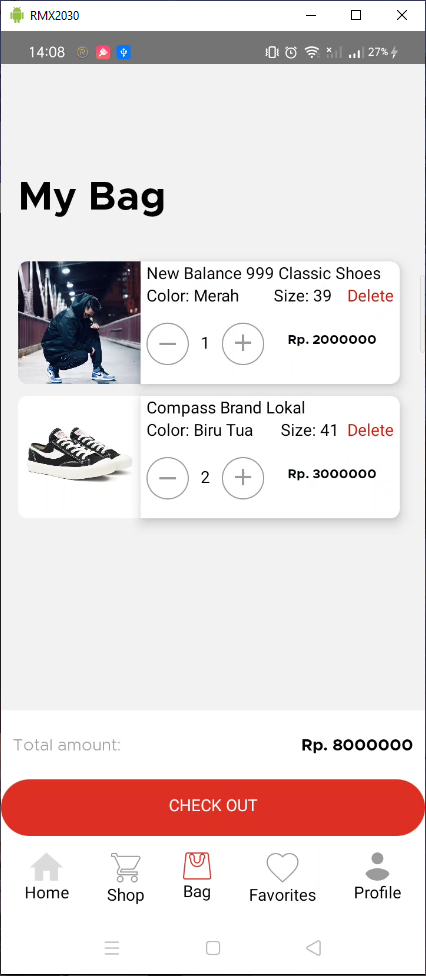 RMX2030
14:08
27%
My Bag
New Balance 999 Classic Shoes
Color: Merah Size: 39 Delete
1 Rp. 2000000
Compass Brand Lokal
Color: Biru Tua Size: 41 Delete
2 Rp. 3000000
Total amount: Rp. 8000000
CHECK OUT
Home Shop Bag Favorites Profile